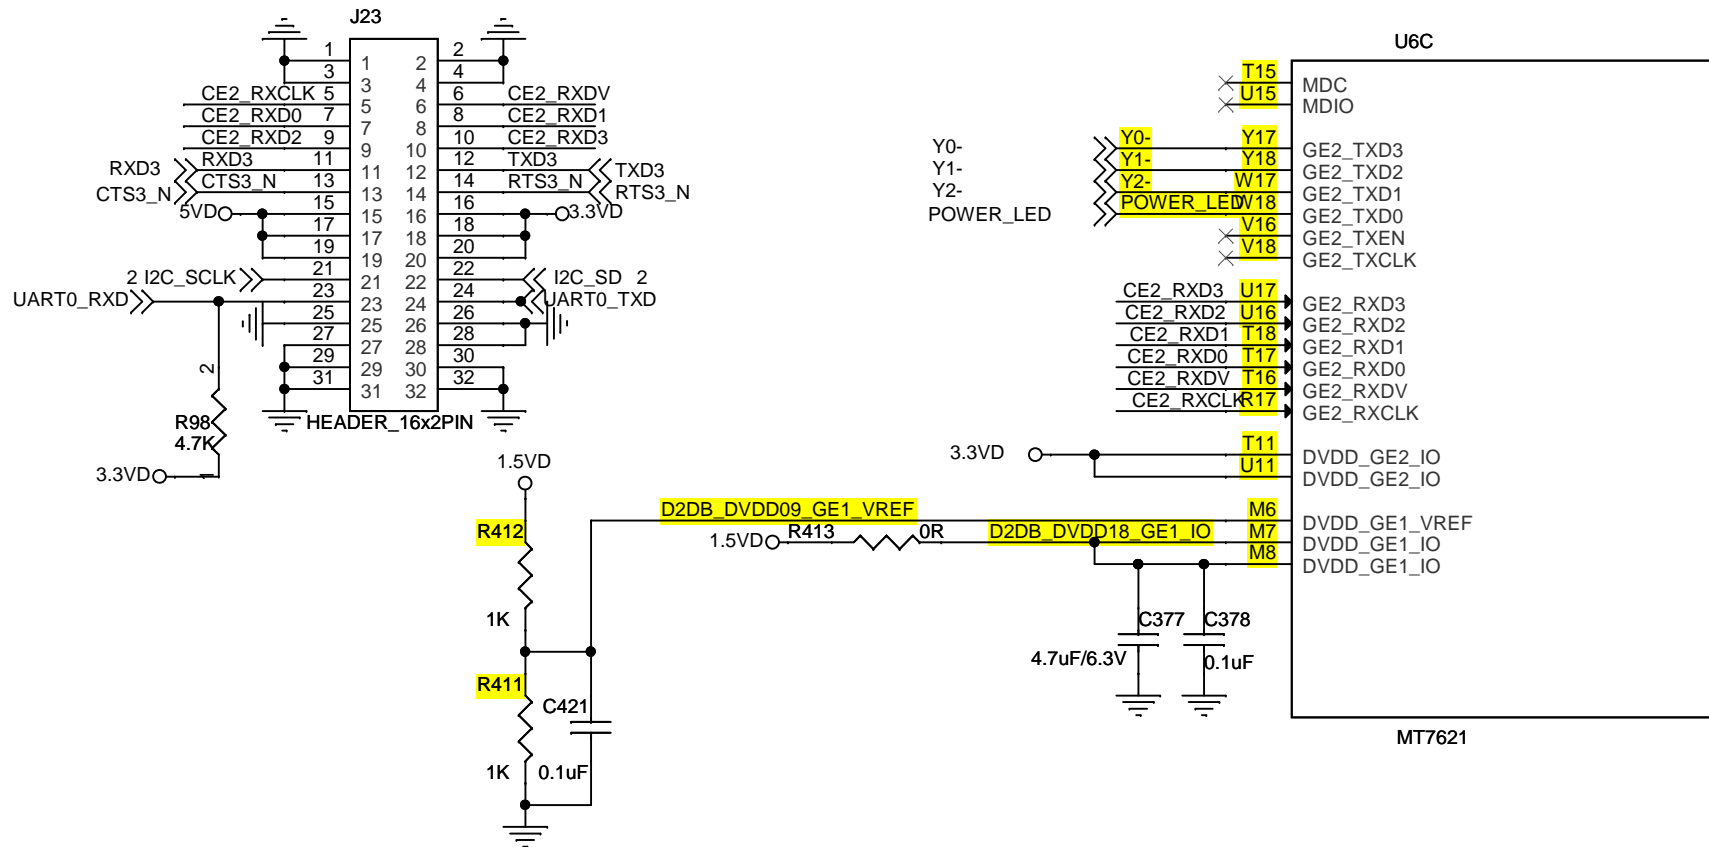 J23
1 1 2 2
3 3 4 4
CE2_RXCLK 5 5 6 6 CE2_RXDV
CE2_RXD0 7 7 8 8 CE2_RXD1
CE2_RXD2 9 9 10 10 CE2_RXD3
RXD3 RXD3 11 11 12 12 TXD3 TXD3
CTS3_N CTS3_N 13 13 14 14 RTS3_N RTS3_N
5VD 15 15 16 16 3.3VD
17 17 18 18
19 19 20 20
2 I2C_SCLK 21 21 22 22 I2C_SD 2
UART0_RXD 23 23 24 24 UART0_TXD
25 25 26 26
27 27 28 28
29 29 30 30
31 31 32 32
HEADER_16x2PIN
2
R98
4.7K
3.3VD 1
1.5VD
R412
1K
R411
1K
C421
0.1uF
D2DB_DVDD09_GE1_VREF
1.5VD R413 0R D2DB_DVDD18_GE1_IO
C377
4.7uF/6.3V
C378
0.1uF
U6C
T15 MDC
U15 MDIO
Y0- Y0- Y17 GE2_TXD3
Y1- Y1- Y18 GE2_TXD2
Y2- Y2- W17 GE2_TXD1
POWER_LED POWER_LED W18 GE2_TXD0
V16 GE2_TXEN
V18 GE2_TXCLK
CE2_RXD3 U17 GE2_RXD3
CE2_RXD2 U16 GE2_RXD2
CE2_RXD1 T18 GE2_RXD1
CE2_RXD0 T17 GE2_RXD0
CE2_RXDV T16 GE2_RXDV
CE2_RXCLK R17 GE2_RXCLK
3.3VD T11 DVDD_GE2_IO
U11 DVDD_GE2_IO
M6 DVDD_GE1_VREF
M7 DVDD_GE1_IO
M8 DVDD_GE1_IO
MT7621